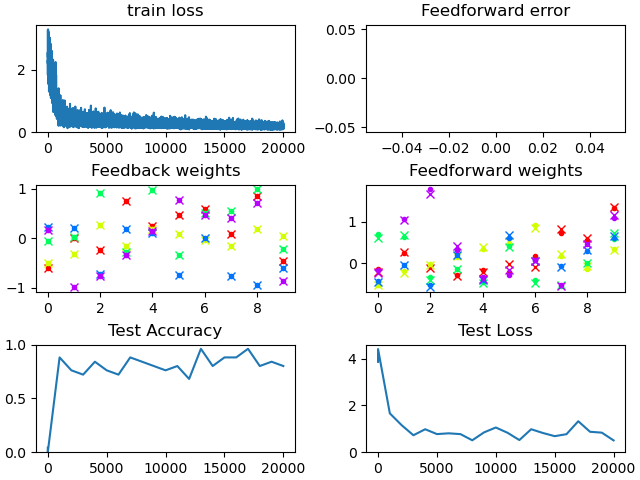 train loss
2
0
0 5000 10000 15000 20000
Feedforward error
0.05
0.00
−0.05
−0.04 −0.02 0.00 0.02 0.04
Feedback weights
1
0
−1
0 2 4 6 8
Feedforward weights
1
0
0 2 4 6 8
Test Accuracy
1.0
0.5
0.0
0 5000 10000 15000 20000
Test Loss
4
2
0
0 5000 10000 15000 20000